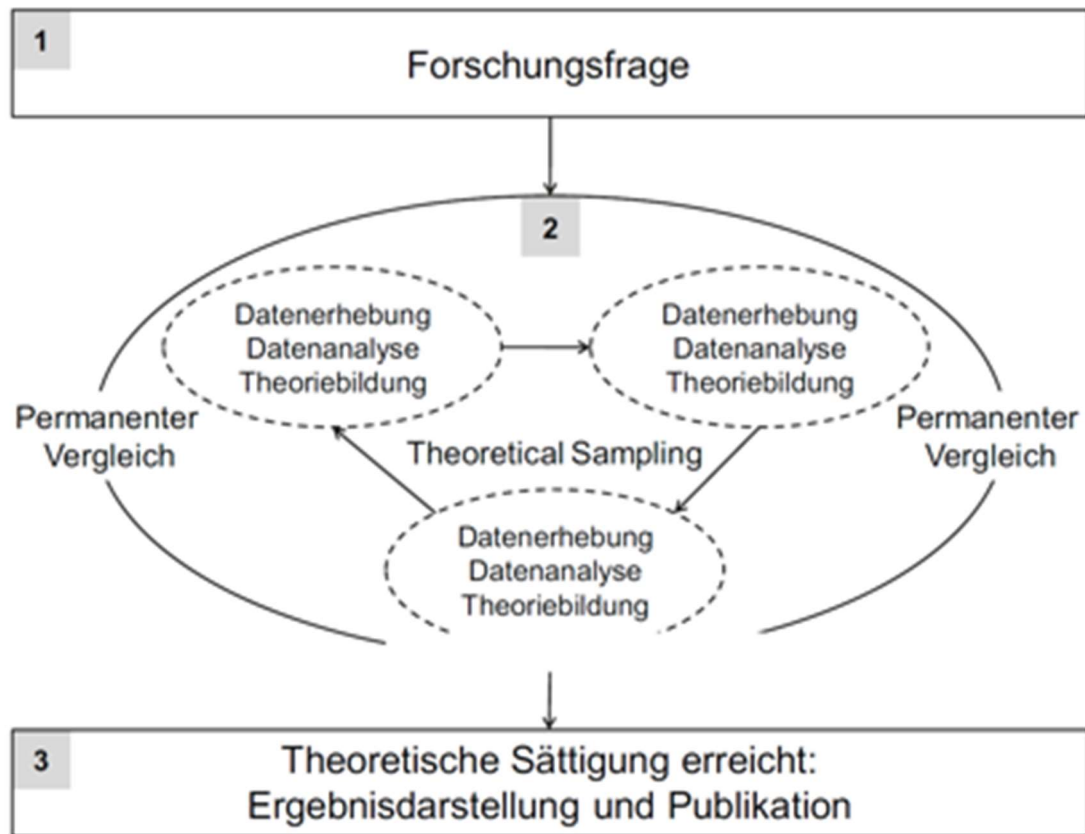 1
Forschungsfrage
2
Datenerhebung
Datenanalyse
Theoriebildung
Datenerhebung
Datenanalyse
Theoriebildung
Permanenter
Vergleich
Theoretical Sampling
Permanenter
Vergleich
Datenerhebung
Datenanalyse
Theoriebildung
3
Theoretische Sättigung erreicht:
Ergebnisdarstellung und Publikation